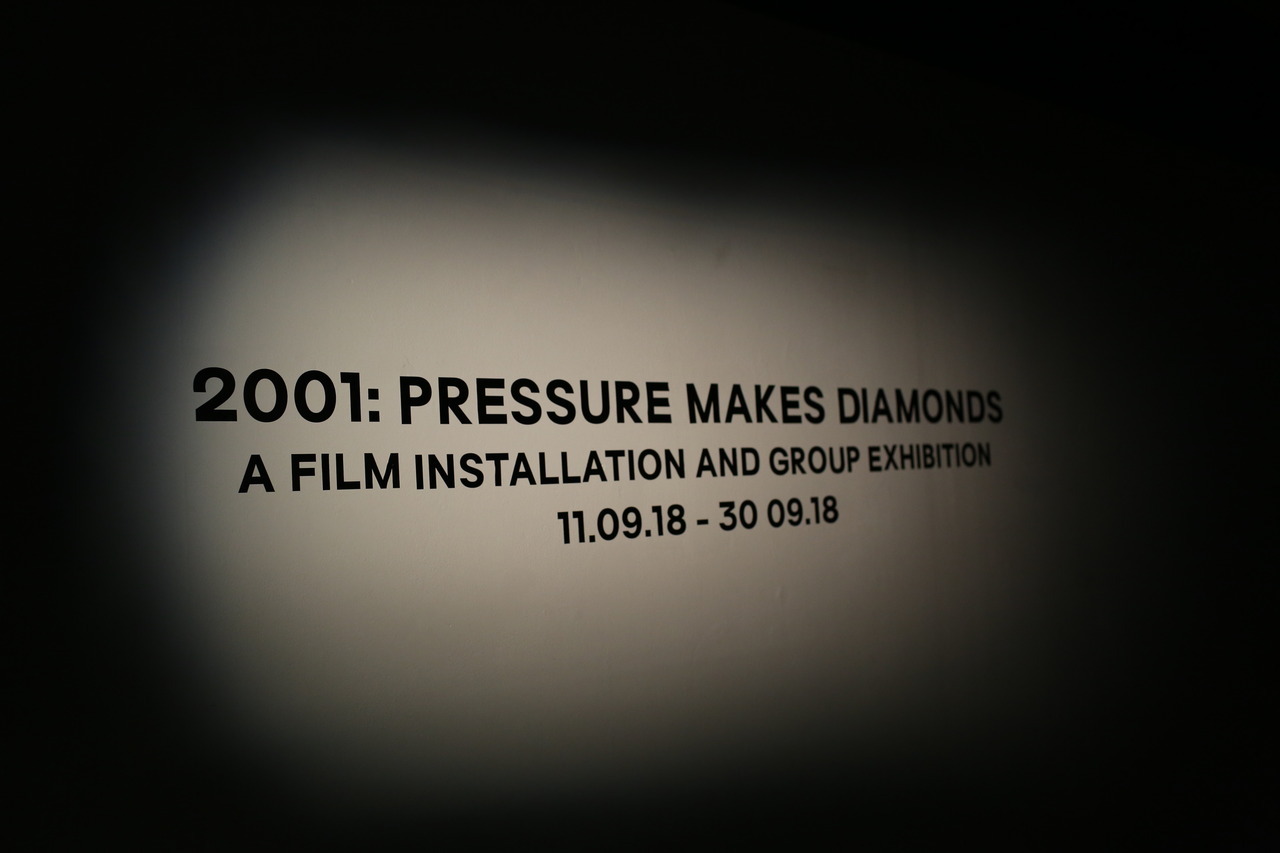 2001: PRESSURE MAKES DIAMONDS
A FILM INSTALLATION AND GROUP EXHIBITION
11.09.18 - 30 09.18